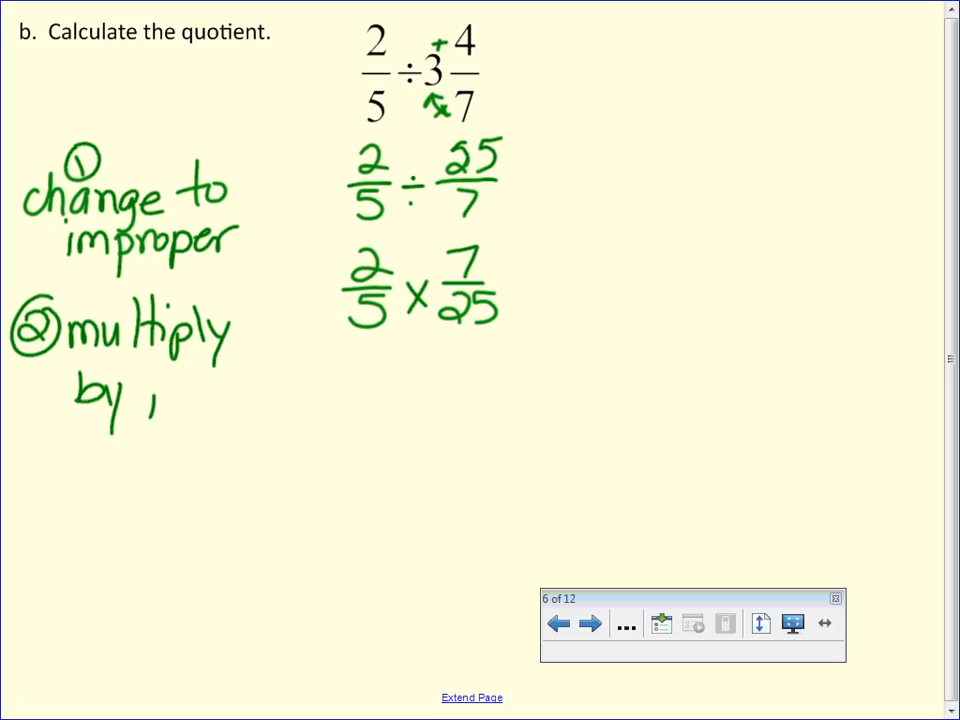 b. Calculate the quotient.
2/5 ÷ 3 4/7
+
x
①
change to
improper
2/5 ÷ 25/7
2/5 x 7/25
② multiply
by
6 of 12
...
Extend Page